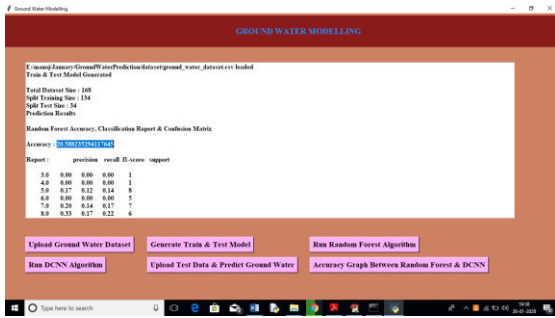 Ground Water Modelling
GROUND WATER MODELLING
E:/manoj/January/GroundWaterPrediction/dataset/ground_water_dataset.csv loaded
Train & Test Model Generated
Total Dataset Size : 168
Split Training Size : 134
Split Test Size : 34
Prediction Results
Random Forest Accuracy, Classification Report & Confusion Matrix
Accuracy : 20.588235294117645
Report : precision recall f1-score support
3.0 0.00 0.00 0.00 1
4.0 0.00 0.00 0.00 1
5.0 0.17 0.12 0.14 8
6.0 0.00 0.00 0.00 5
7.0 0.20 0.14 0.17 7
8.0 0.33 0.17 0.22 6
Upload Ground Water Dataset Generate Train & Test Model Run Random Forest Algorithm
Run DCNN Algorithm Upload Test Data & Predict Ground Water Accuracy Graph Between Random Forest & DCNN
Type here to search
16:58
20-01-2020